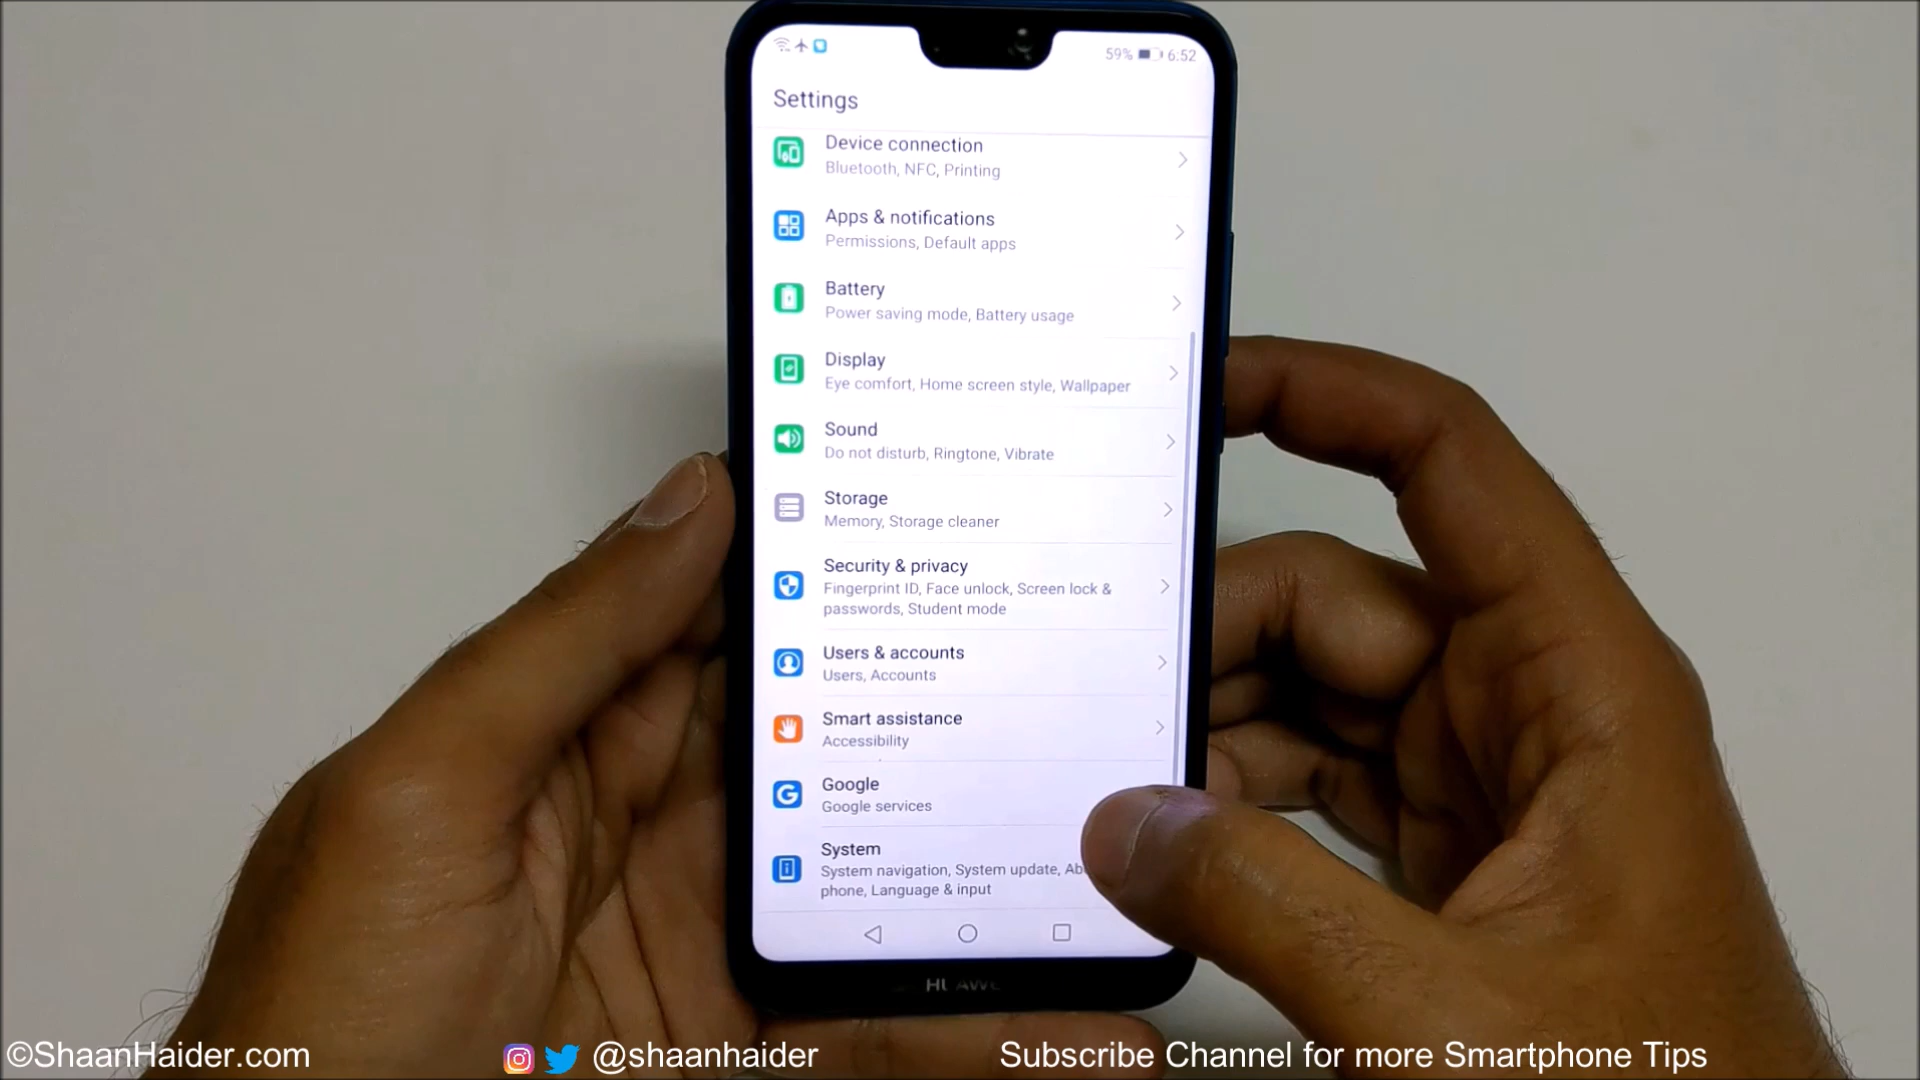 59% 6:52
Settings
Device connection
Bluetooth, NFC, Printing
Apps & notifications
Permissions, Default apps
Battery
Power saving mode, Battery usage
Display
Eye comfort, Home screen style, Wallpaper
Sound
Do not disturb, Ringtone, Vibrate
Storage
Memory, Storage cleaner
Security & privacy
Fingerprint ID, Face unlock, Screen lock &
passwords, Student mode
Users & accounts
Users, Accounts
Smart assistance
Accessibility
Google
Google services
System
System navigation, System update,
phone, Language & input
©ShaanHaider.com
@shaanhaider
Subscribe Channel for more Smartphone Tips